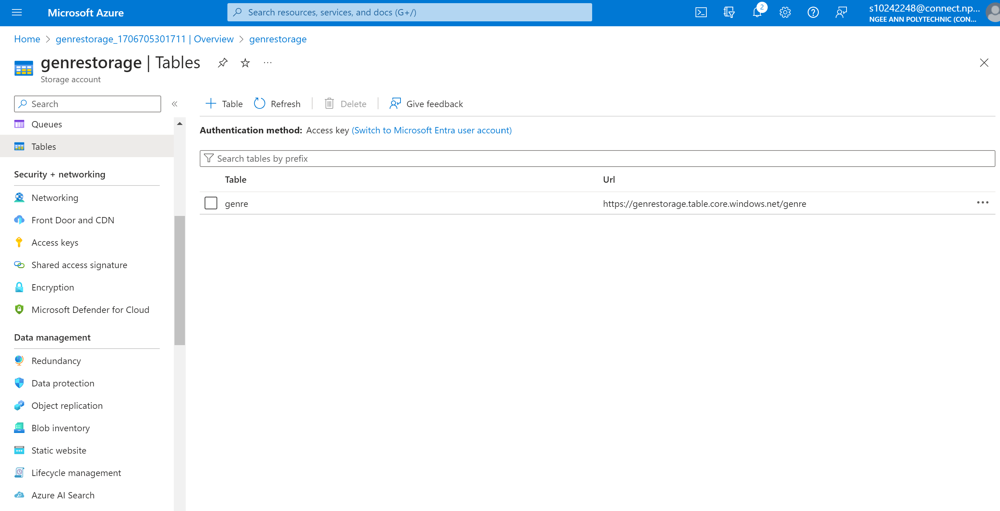 Microsoft Azure
Search resources, services, and docs (G+/)
2
s10242248@connect.np...
NGEE ANN POLYTECHNIC (CON...
Home > genrestorage_1706705301711 | Overview > genrestorage
genrestorage | Tables
Storage account
Search
Table
Refresh
Delete
Give feedback
Queues
Tables
Security + networking
Networking
Front Door and CDN
Access keys
Shared access signature
Encryption
Microsoft Defender for Cloud
Data management
Redundancy
Data protection
Object replication
Blob inventory
Static website
Lifecycle management
Azure AI Search
Authentication method: Access key (Switch to Microsoft Entra user account)
Search tables by prefix
Table Url
genre https://genrestorage.table.core.windows.net/genre